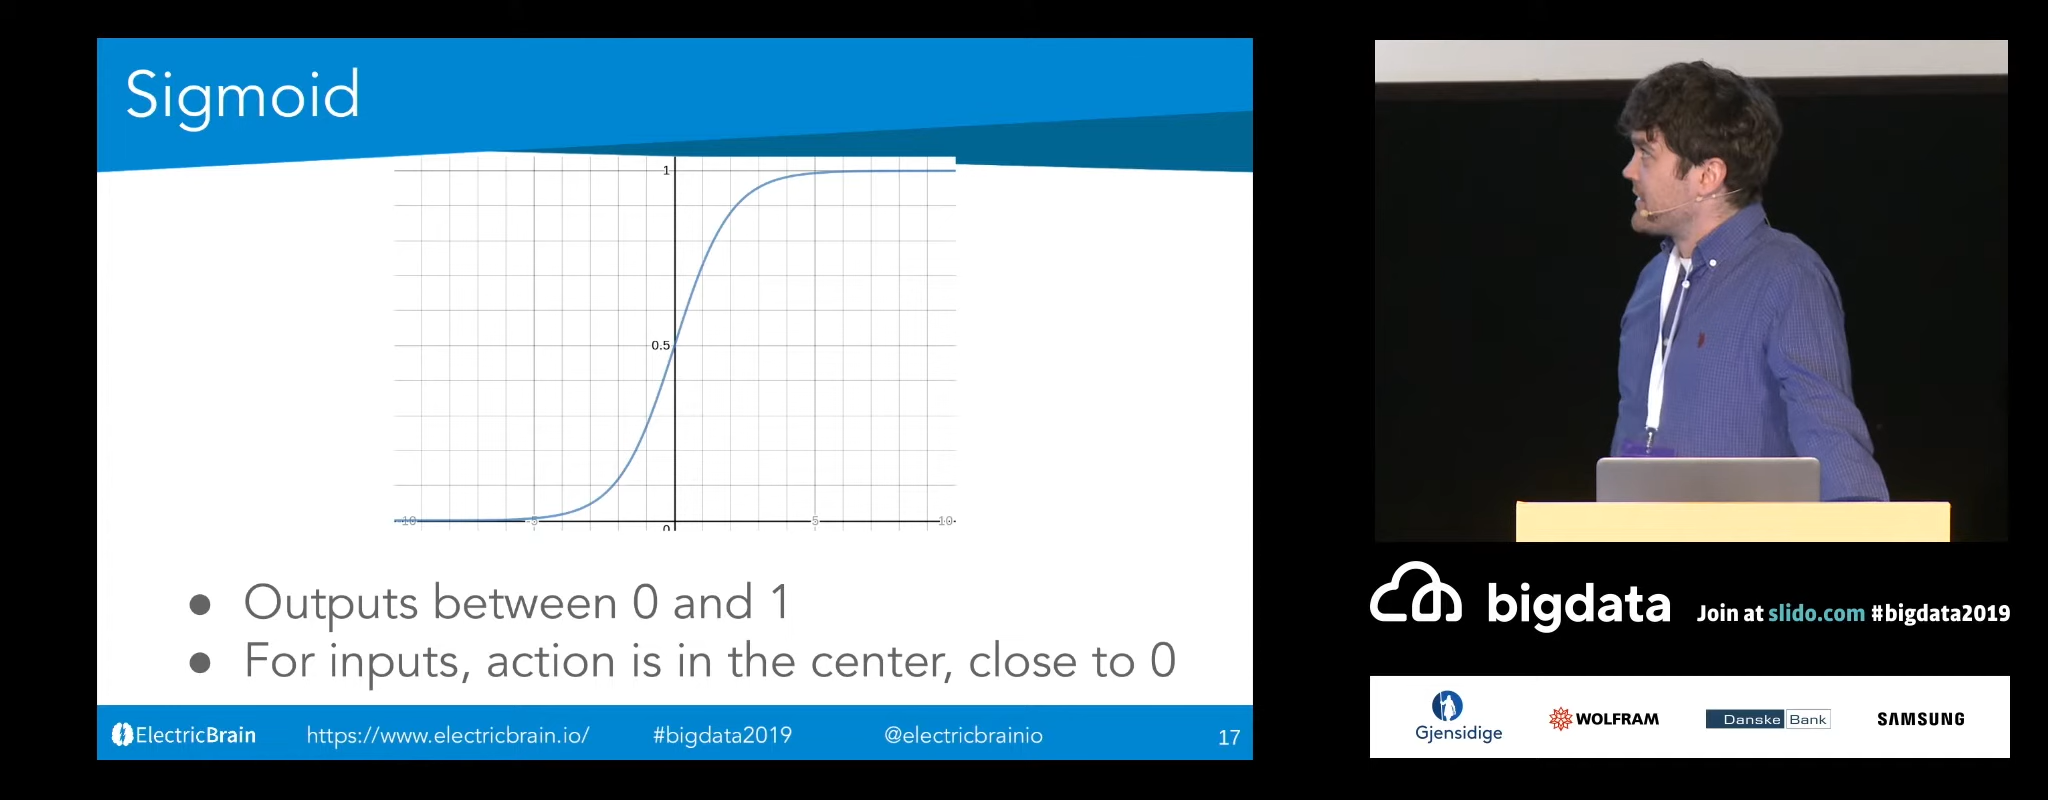 Sigmoid
1
0.5
-10
-5
0
5
10
● Outputs between 0 and 1
● For inputs, action is in the center, close to 0
ElectricBrain https://www.electricbrain.io/ #bigdata2019 @electricbrainio 17
bigdata Join at slido.com #bigdata2019
Gjensidige WOLFRAM Danske Bank SAMSUNG